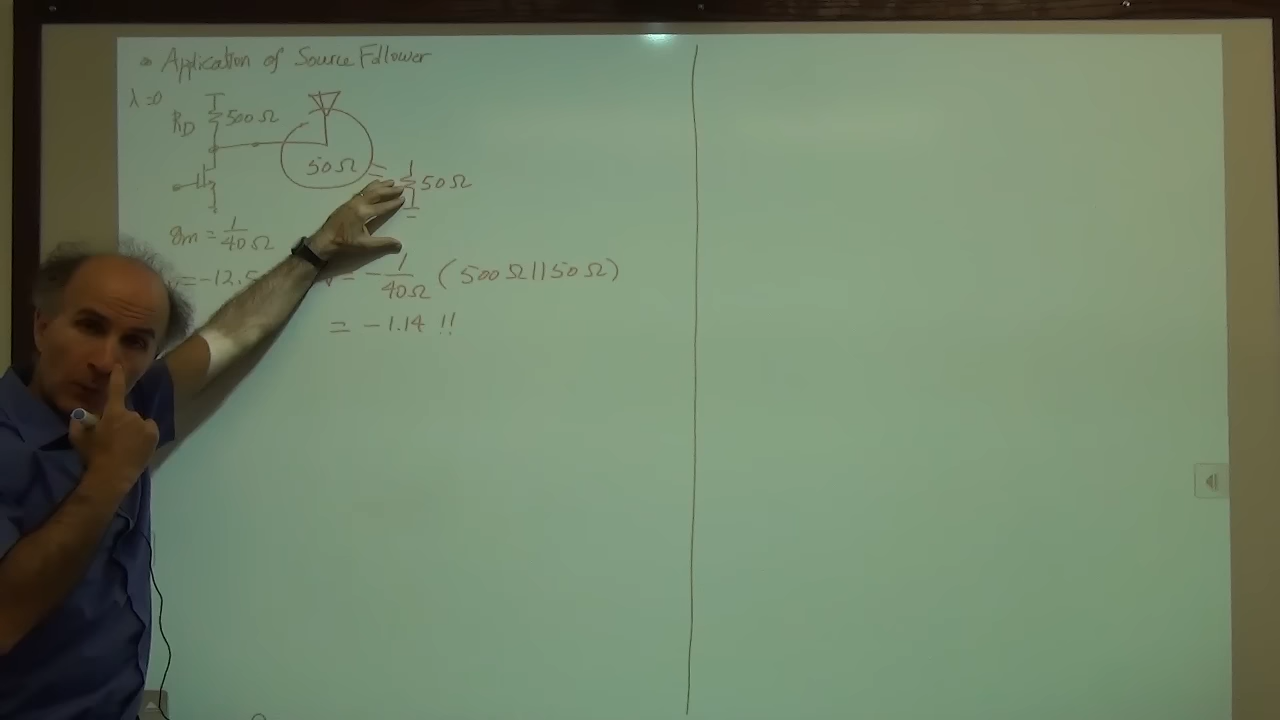 Application of Source Follower
λ=0
RD 500Ω
50Ω
50Ω
gm = 1/40Ω
= -12.5
= - 1/40Ω (500Ω||50Ω)
= -1.14 !!